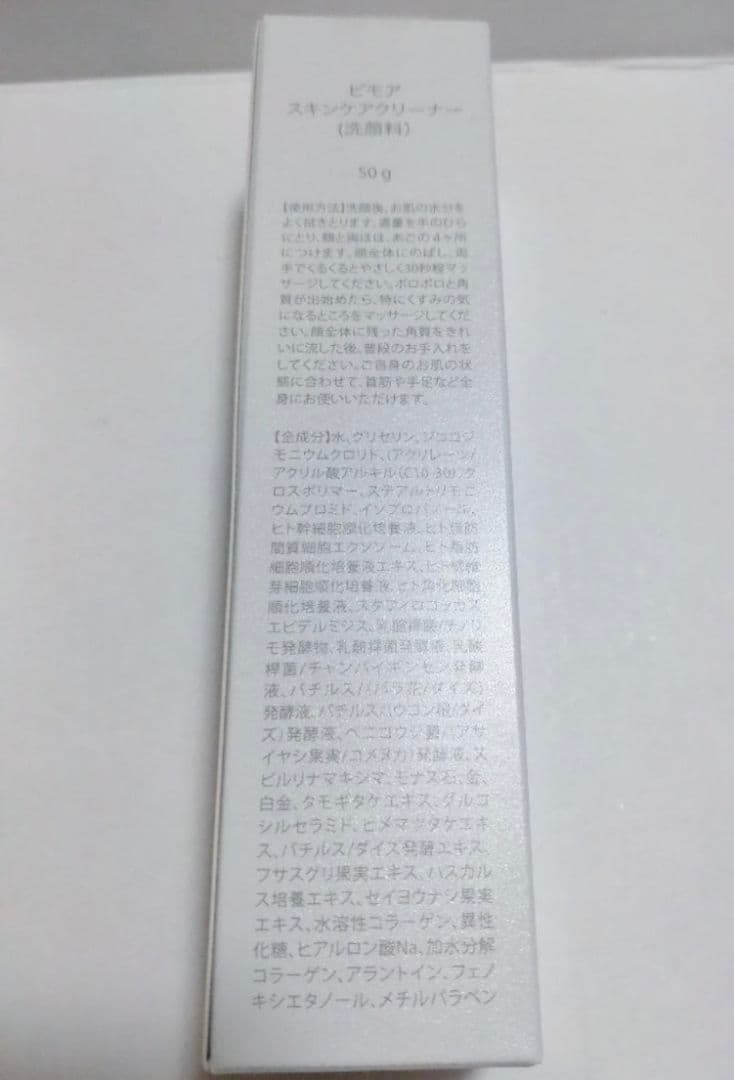 ビモア
スキンケアクリーナー
(洗顔料)
50 g
【使用方法】洗顔後、お肌の水分を
よく拭きとります。適量を手のひら
にとり、額と両ほほ、あごの4ヶ所
につけます。顔全体にのばし、両
手でくるくるとやさしく30秒程マッ
サージしてください。ポロポロと角
質が出始めたら、特にくすみの気
になるところをマッサージしてくだ
さい。顔全体に残った角質をきれ
いに流した後、普段のお手入れを
してください。ご自身のお肌の状
態に合わせて、首筋や手足など全
身にお使いいただけます。
【全成分】水、グリセリン、ジココジ
モニウムクロリド、(アクリレーツ/
アクリル酸アルキル(C10-30))ク
ロスポリマー、ステアルトリモニ
ウムブロミド、イソプロパノール、
ヒト幹細胞順化培養液、ヒト脂肪
間質細胞エクソソーム、ヒト脂肪
細胞順化培養液エキス、ヒト線維
芽細胞順化培養液、ヒト角化細胞
順化培養液、スタフィロコッカス
エピデルミジス、乳酸桿菌/チノリ
モ発酵物、乳酸桿菌発酵液、乳酸
桿菌/チャンバイギンセン発酵
液、バチルス/(バラ花/ダイズ)
発酵液、バチルス/(ウコン根/ダイ
ズ)発酵液、ベニコウジ菌/(アサ
イヤシ果実/コメヌカ)発酵液、ス
ピルリナマキシマ、モナズ石、金、
白金、タモギタケエキス、グルコ
シルセラミド、ヒメマツタケエキ
ス、バチルス/ダイズ発酵エキス、
フサスグリ果実エキス、ハスカル
ス培養エキス、セイヨウナシ果実
エキス、水溶性コラーゲン、異性
化糖、ヒアルロン酸Na、加水分解
コラーゲン、アラントイン、フェノ
キシエタノール、メチルパラベン